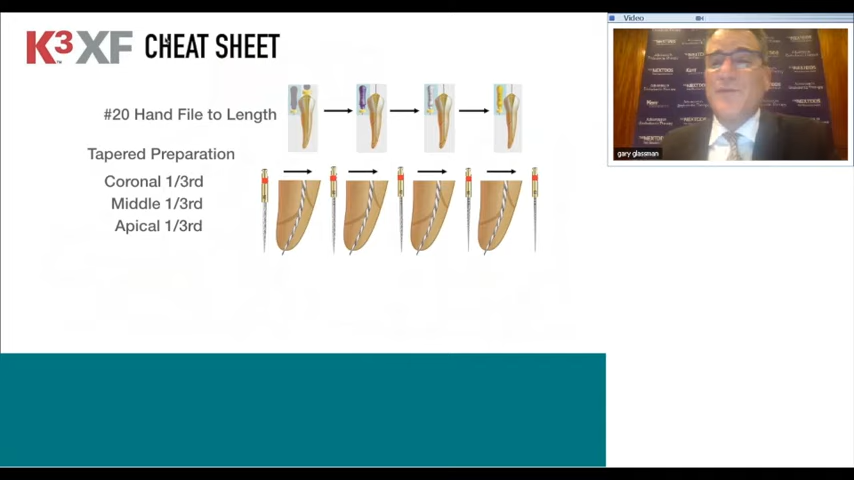 K3XF™ CHEAT SHEET
#20 Hand File to Length
Tapered Preparation
Coronal 1/3rd
Middle 1/3rd
Apical 1/3rd
Video
gary glassman